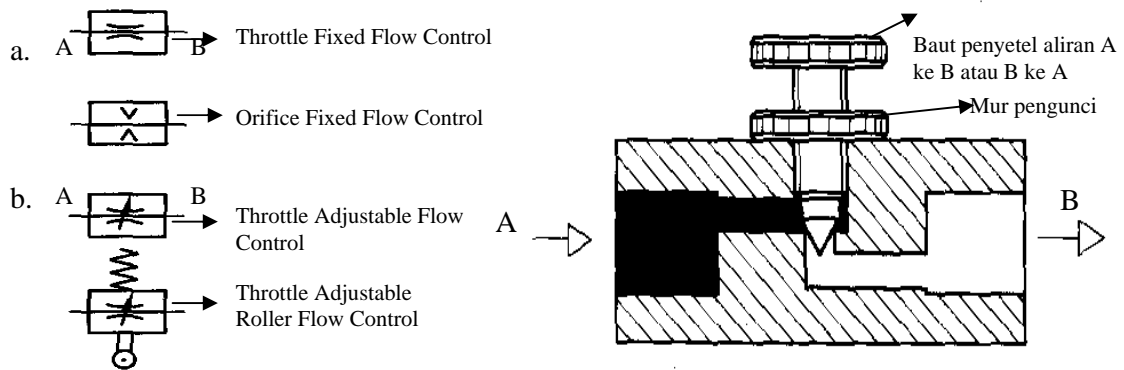 a.
A
B
Throttle Fixed Flow Control
Orifice Fixed Flow Control
b.
A
B
Throttle Adjustable Flow
Control
Throttle Adjustable
Roller Flow Control
Baut penyetel aliran A
ke B atau B ke A
Mur pengunci
A
B